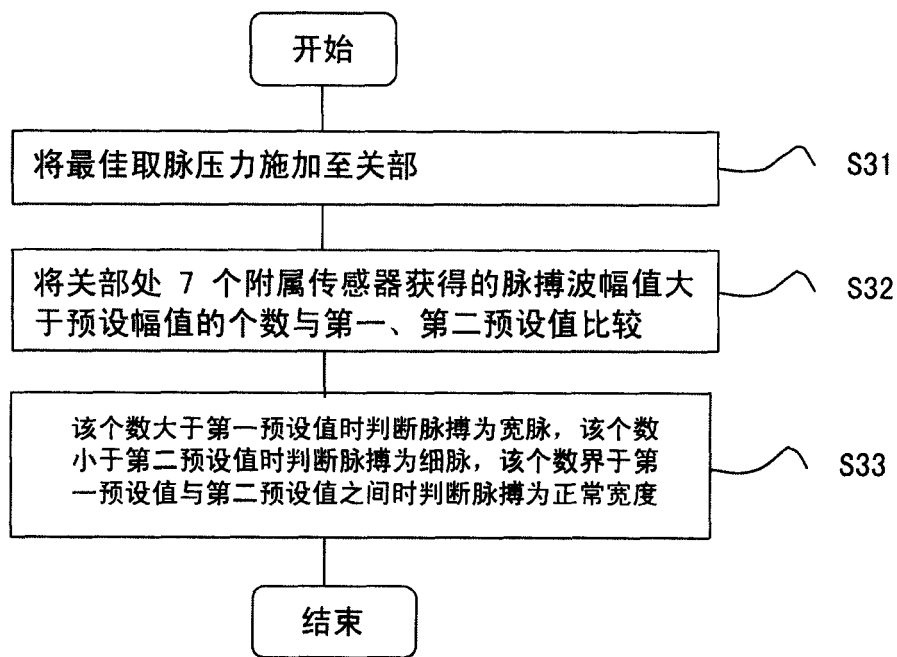 开始
将最佳取脉压力施加至关部
S31
将关部处 7 个附属传感器获得的脉搏波幅值大
于预设幅值的个数与第一、第二预设值比较
S32
该个数大于第一预设值时判断脉搏为宽脉，该个数
小于第二预设值时判断脉搏为细脉，该个数界于第
一预设值与第二预设值之间时判断脉搏为正常宽度
S33
结束